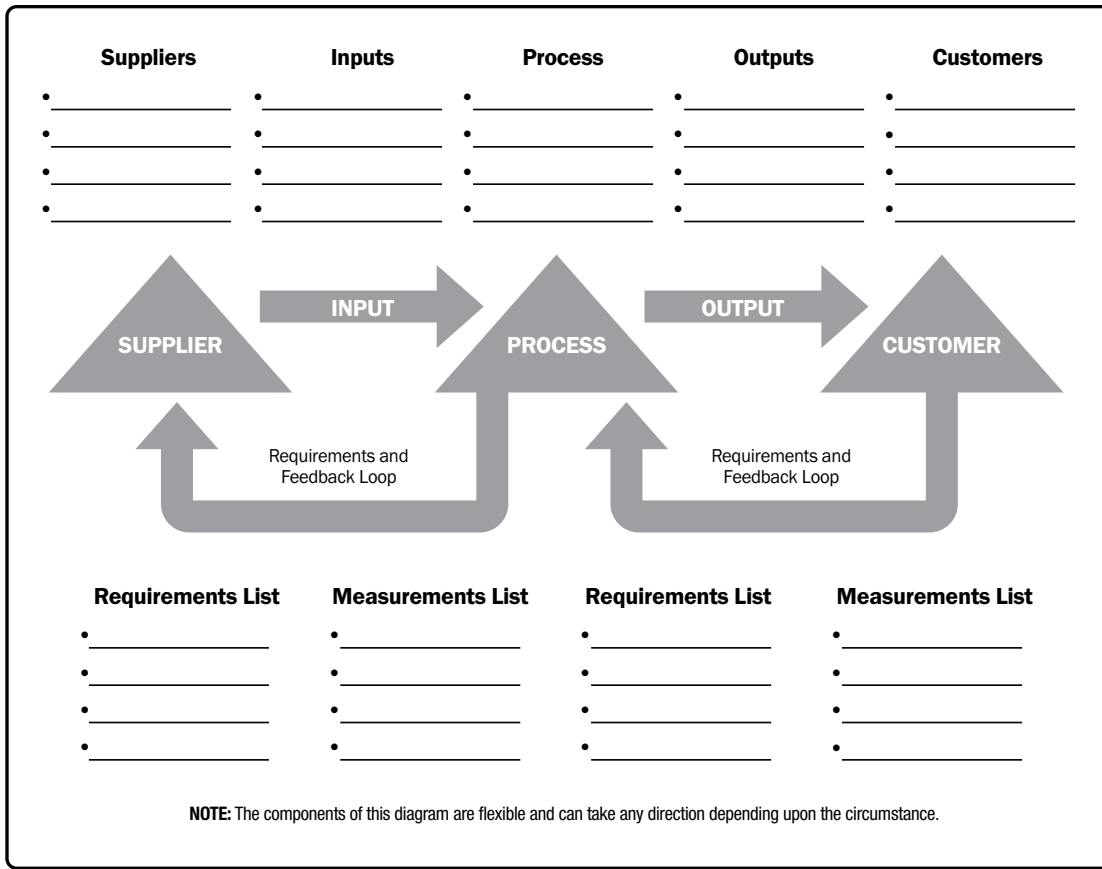 Suppliers Inputs Process Outputs Customers
INPUT OUTPUT
SUPPLIER PROCESS CUSTOMER
Requirements and
Feedback Loop
Requirements and
Feedback Loop
Requirements List Measurements List Requirements List Measurements List
NOTE: The components of this diagram are flexible and can take any direction depending upon the circumstance.